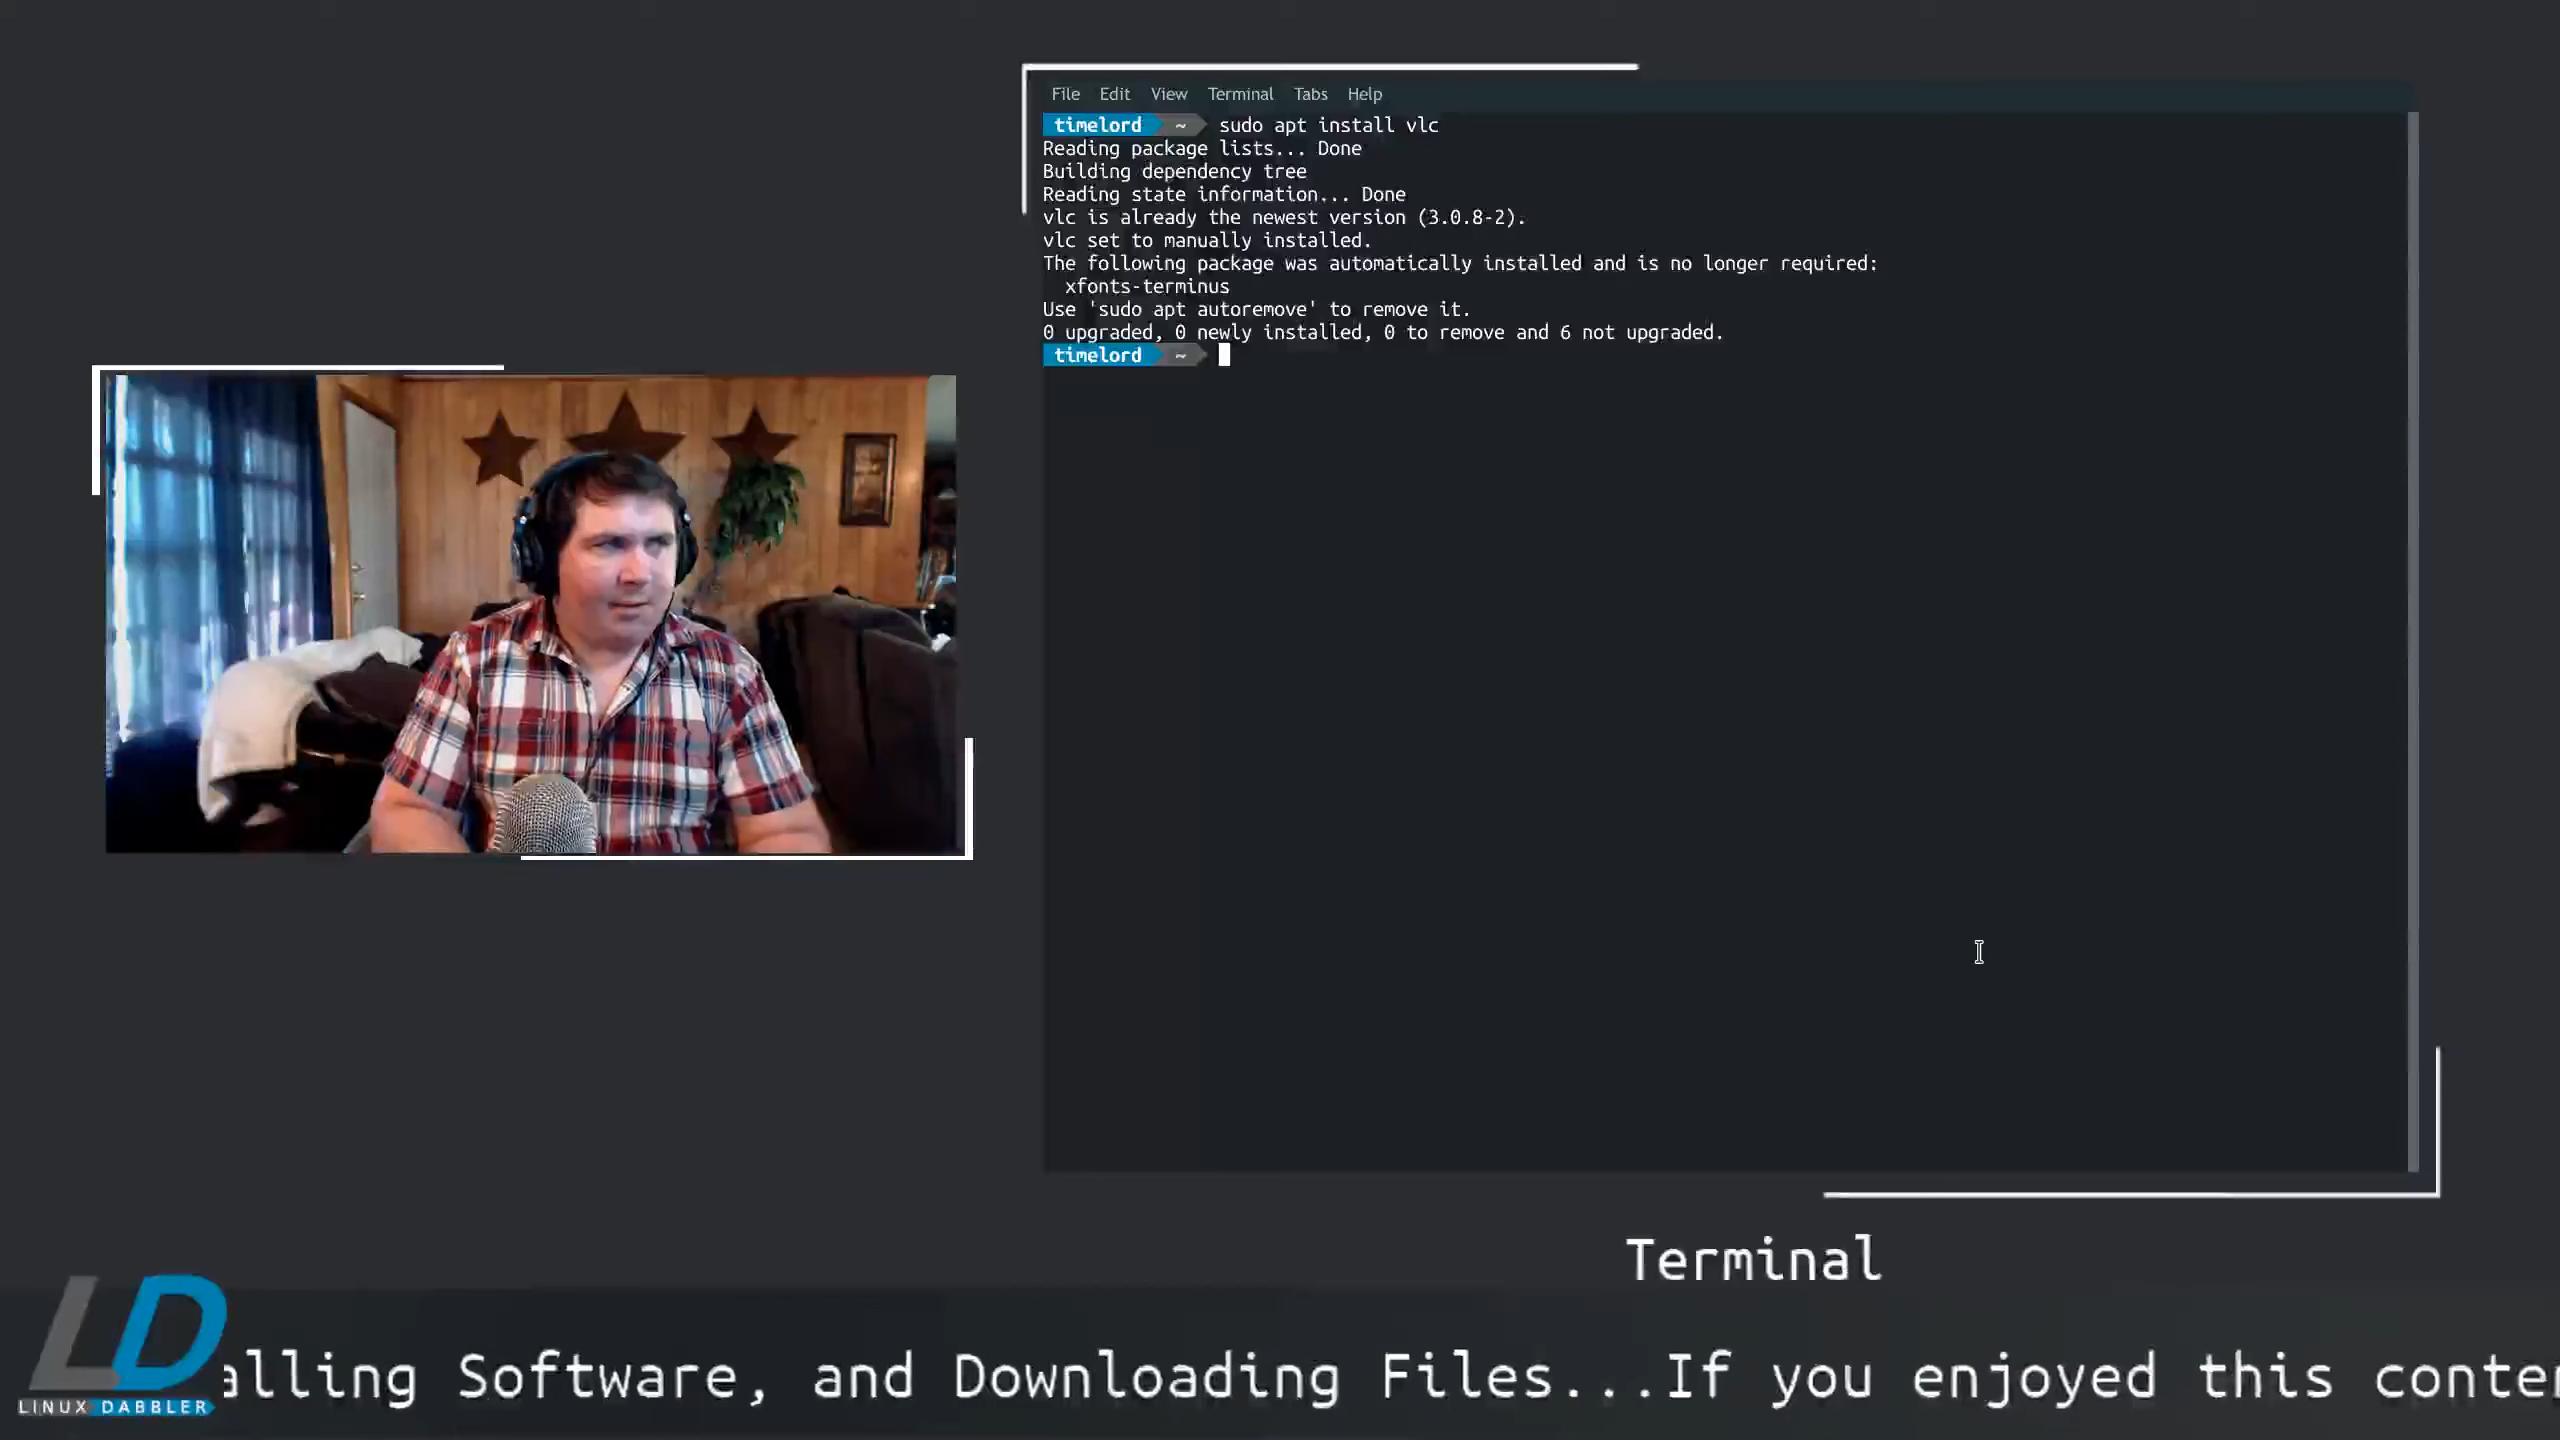 File Edit View Terminal Tabs Help
timelord ~ sudo apt install vlc
Reading package lists... Done
Building dependency tree
Reading state information... Done
vlc is already the newest version (3.0.8-2).
vlc set to manually installed.
The following package was automatically installed and is no longer required:
xfonts-terminus
Use 'sudo apt autoremove' to remove it.
0 upgraded, 0 newly installed, 0 to remove and 6 not upgraded.
timelord ~
Terminal
LD
LINUX DABBLER
alling Software, and Downloading Files...If you enjoyed this conte